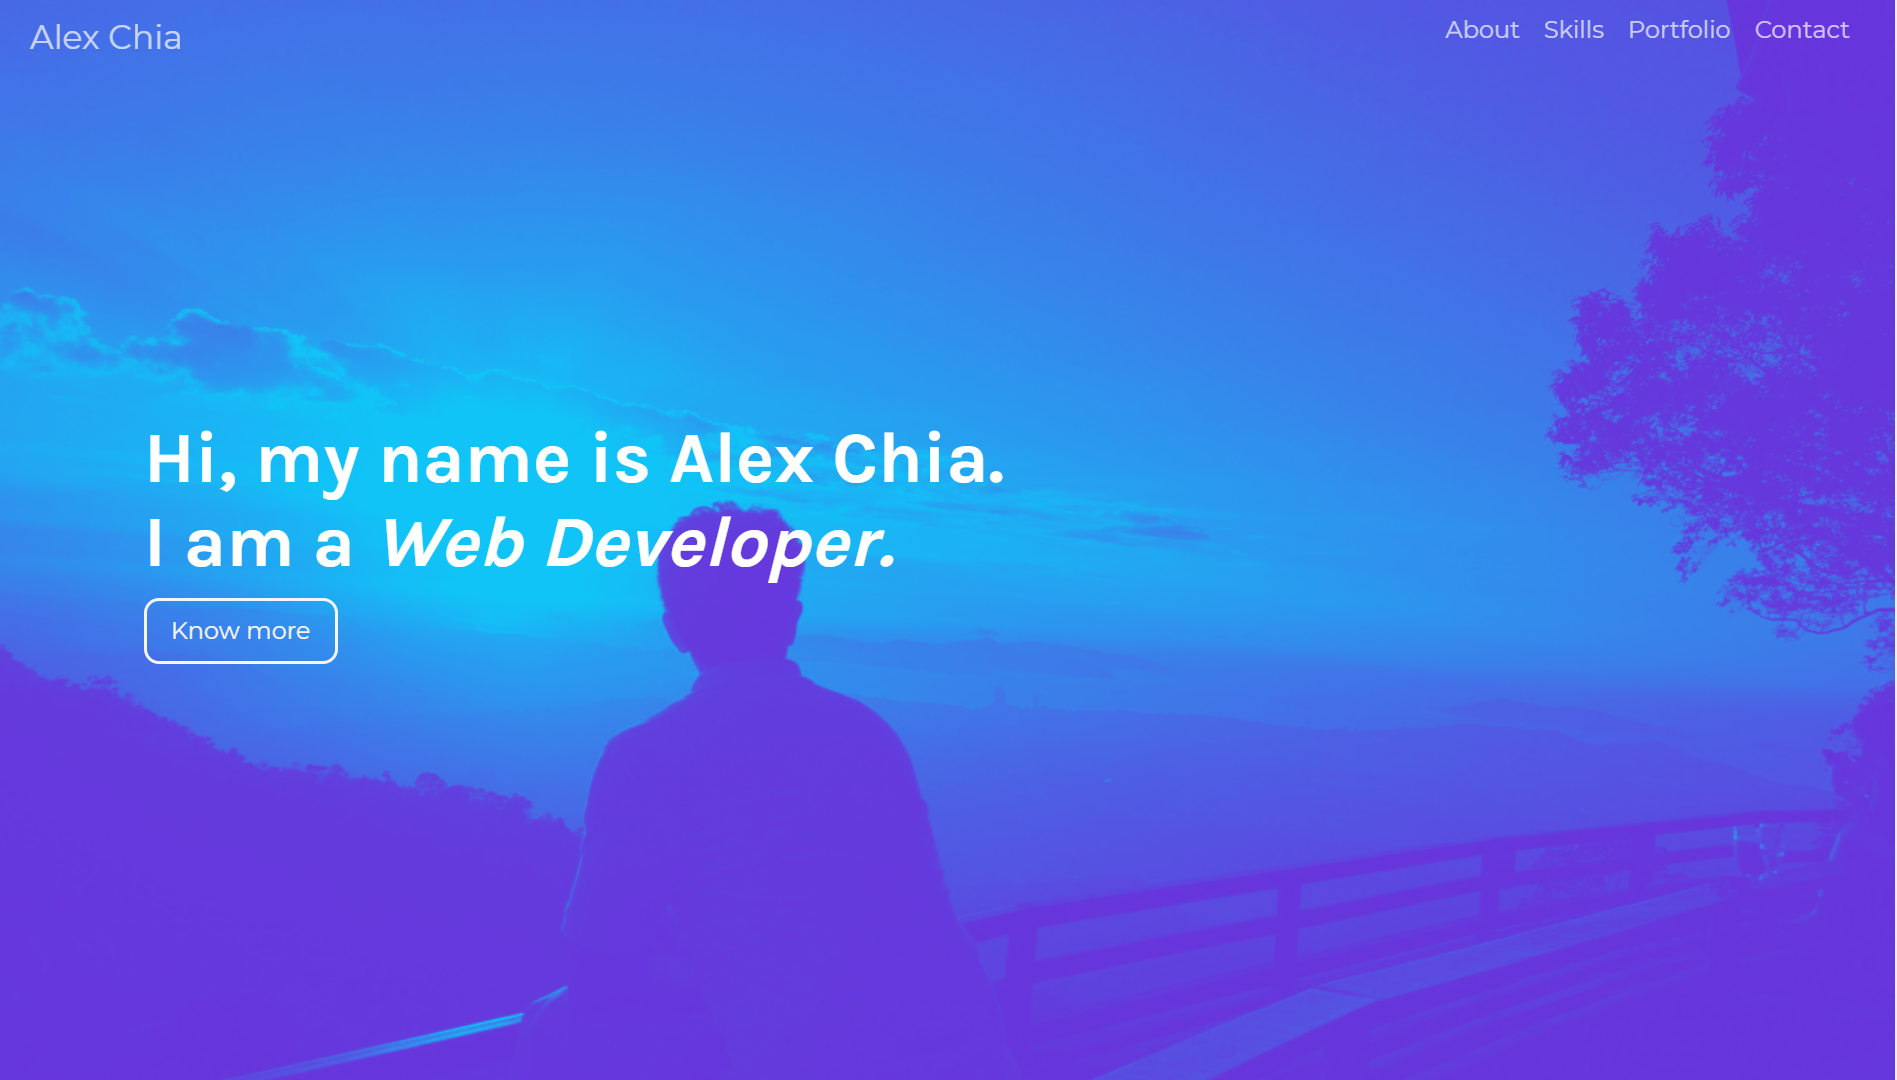 Alex Chia
About Skills Portfolio Contact
Hi, my name is Alex Chia.
I am a Web Developer.
Know more